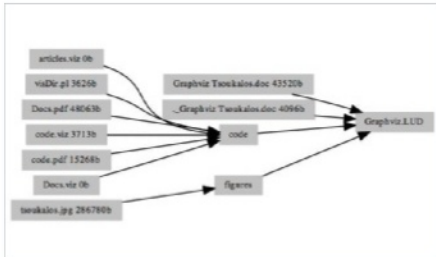 articles.viz 0b
visDir.pl 3626b
Docs.pdf 48063b
code.viz 3713b
code.pdf 15268b
Docs.viz 0b
tsoukalos.jpg 286780b
Graphviz Tsoukalos.doc 43520b
._Graphviz Tsoukalos.doc 4096b
code
figures
Graphviz.LUD